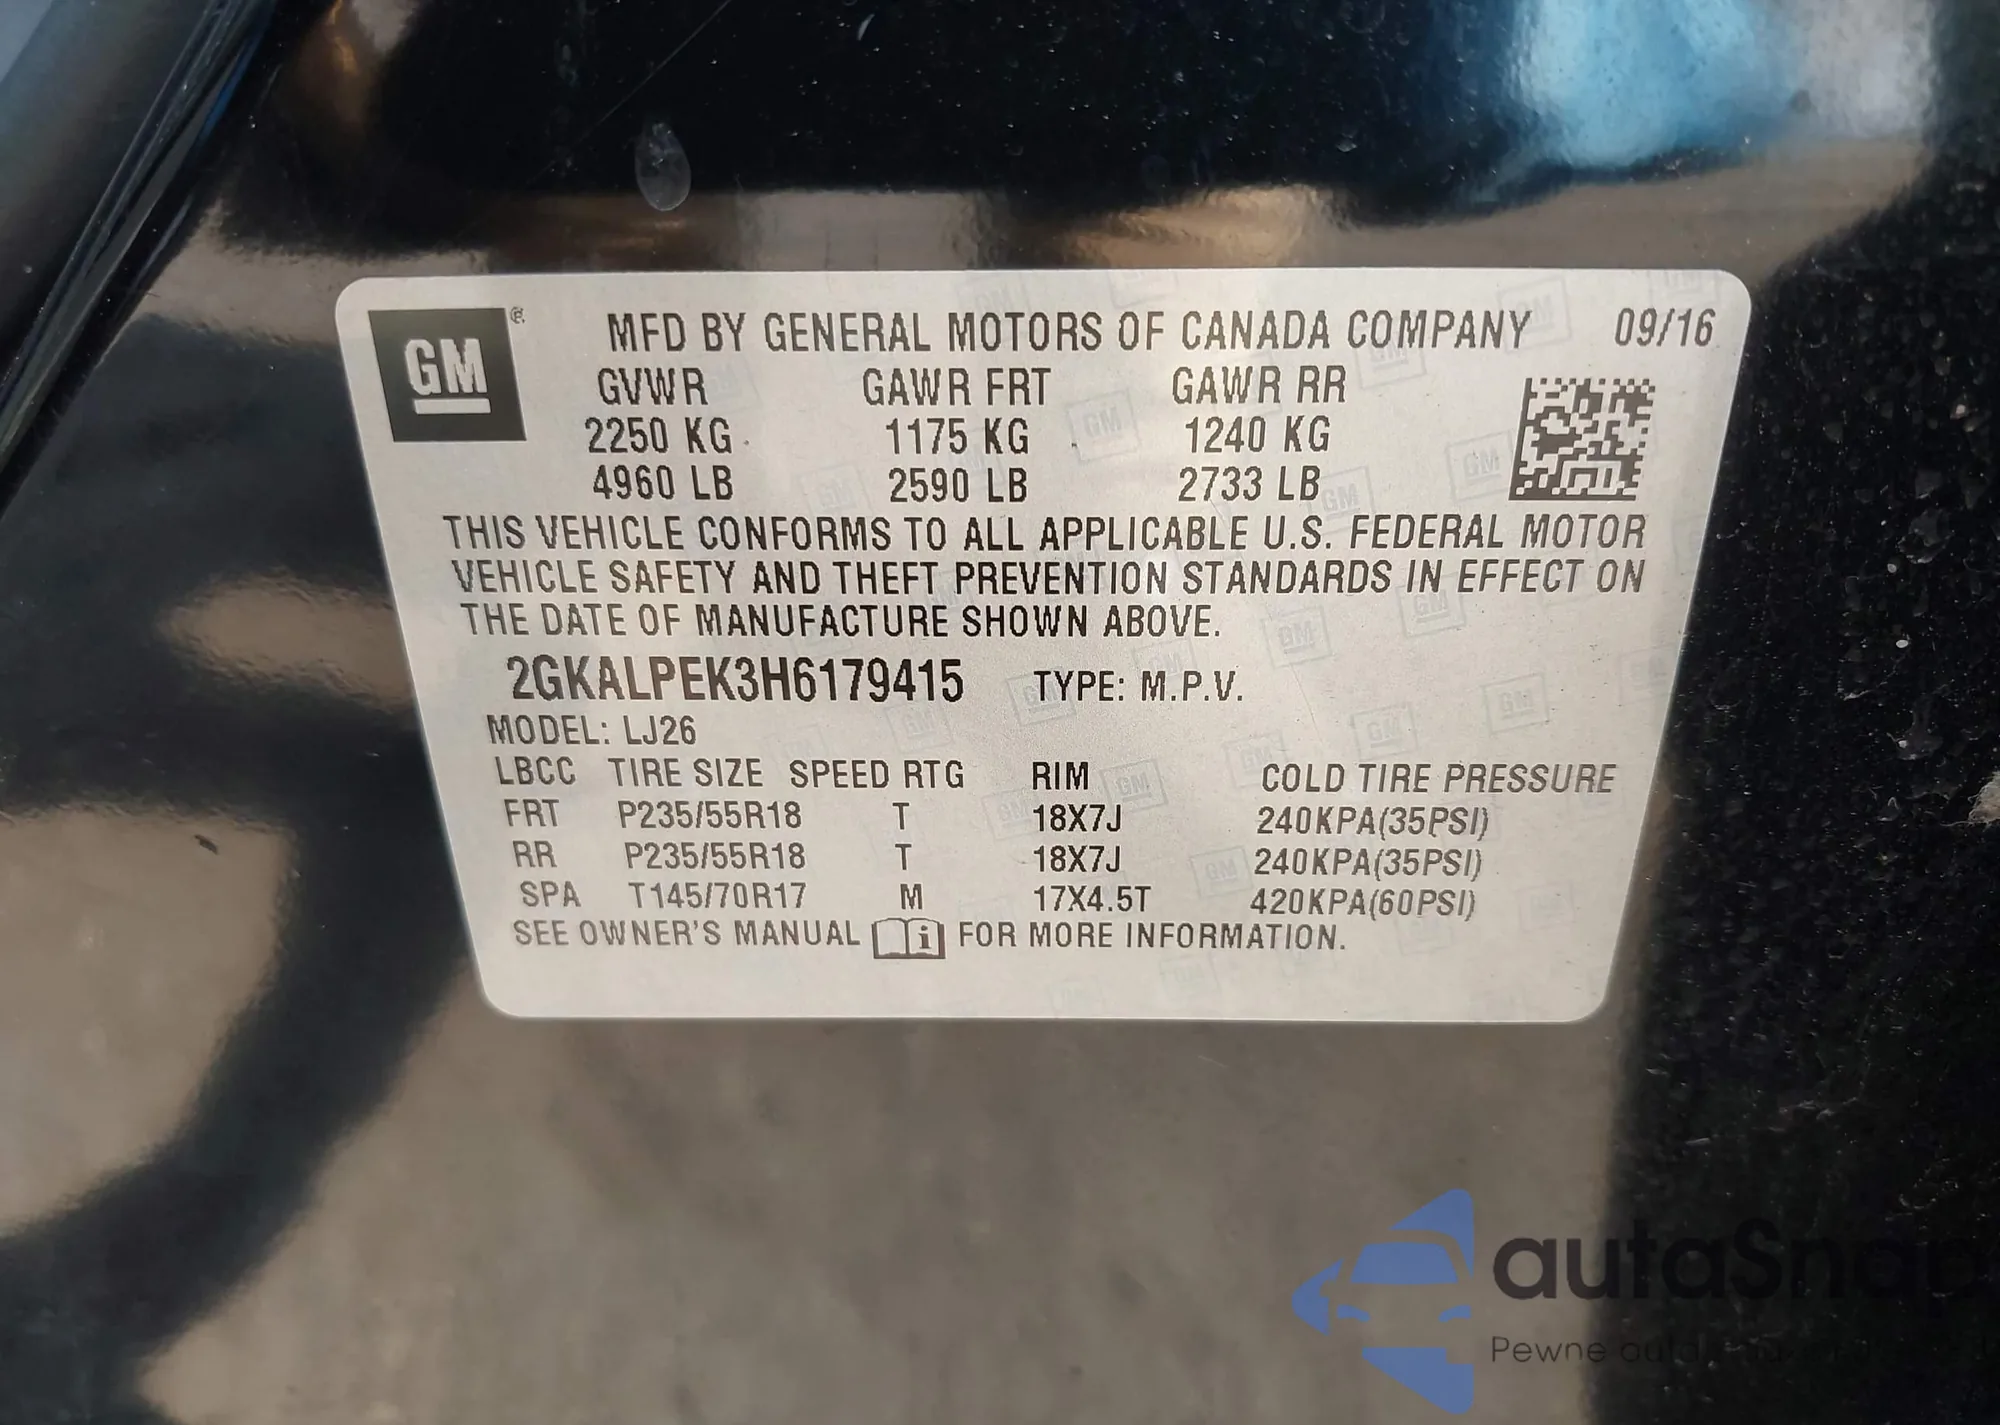 GM ®
MFD BY GENERAL MOTORS OF CANADA COMPANY 09/16
GVWR GAWR FRT GAWR RR
2250 KG 1175 KG 1240 KG
4960 LB 2590 LB 2733 LB
THIS VEHICLE CONFORMS TO ALL APPLICABLE U.S. FEDERAL MOTOR
VEHICLE SAFETY AND THEFT PREVENTION STANDARDS IN EFFECT ON
THE DATE OF MANUFACTURE SHOWN ABOVE.
2GKALPEK3H6179415 TYPE: M.P.V.
MODEL: LJ26
LBCC TIRE SIZE SPEED RTG RIM COLD TIRE PRESSURE
FRT P235/55R18 T 18X7J 240KPA(35PSI)
RR P235/55R18 T 18X7J 240KPA(35PSI)
SPA T145/70R17 M 17X4.5T 420KPA(60PSI)
SEE OWNER'S MANUAL i FOR MORE INFORMATION.
autaSnap
Pewne auta